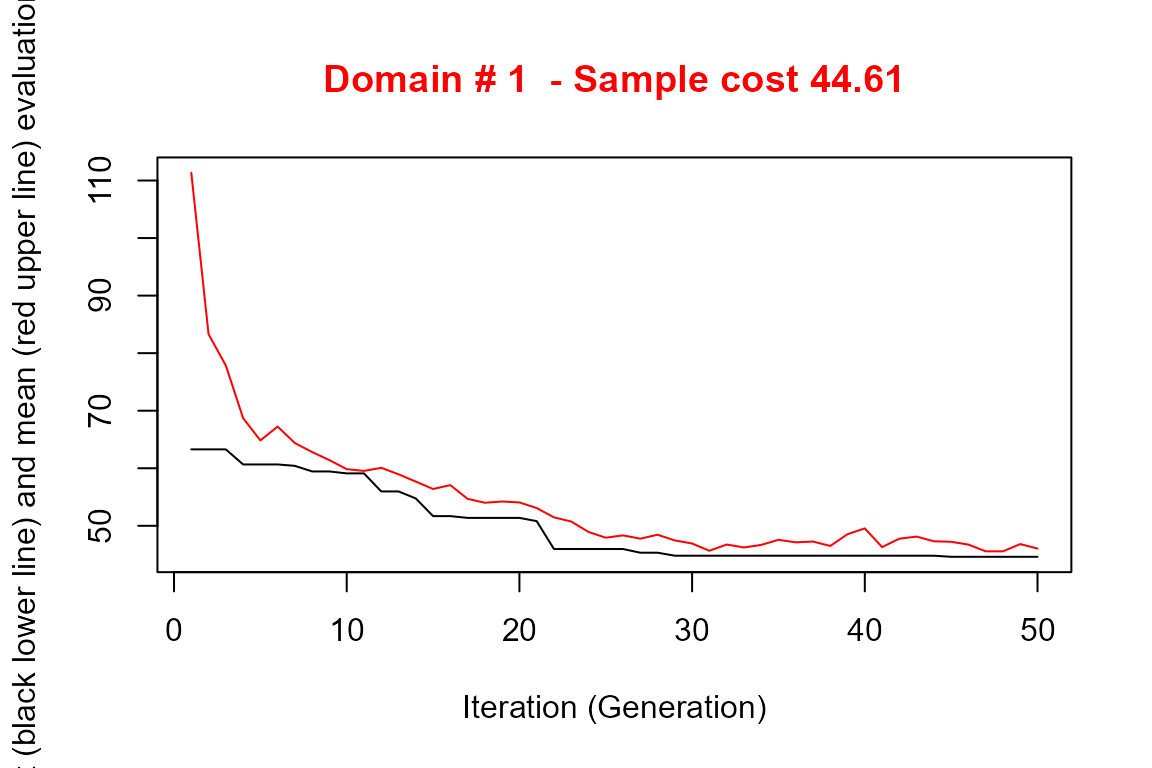 Domain # 1  - Sample cost 44.61
(black lower line) and mean (red upper line) evaluation
110
90
70
50
0 10 20 30 40 50
Iteration (Generation)